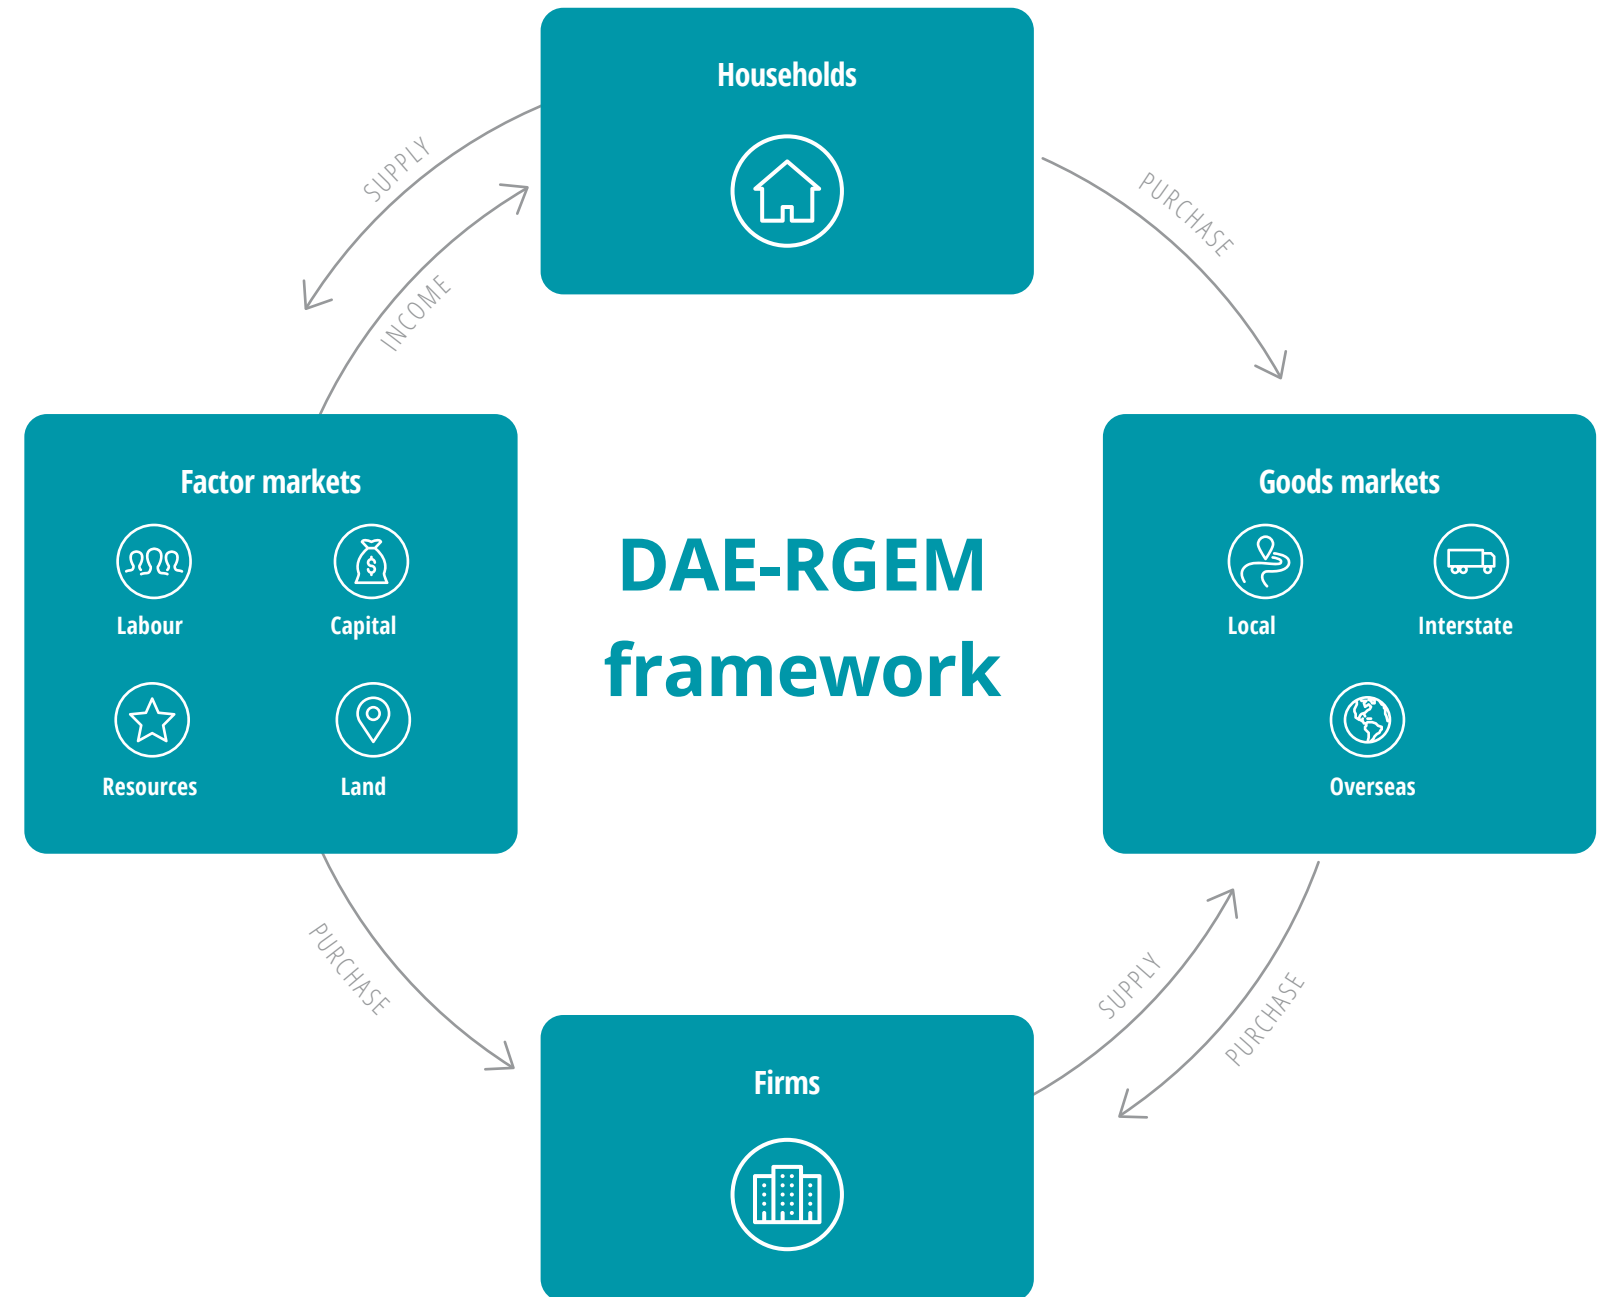 Households
SUPPLY
PURCHASE
INCOME
Factor markets
Labour
Capital
Resources
Land
DAE-RGEM
framework
Goods markets
Local
Interstate
Overseas
PURCHASE
SUPPLY
PURCHASE
Firms